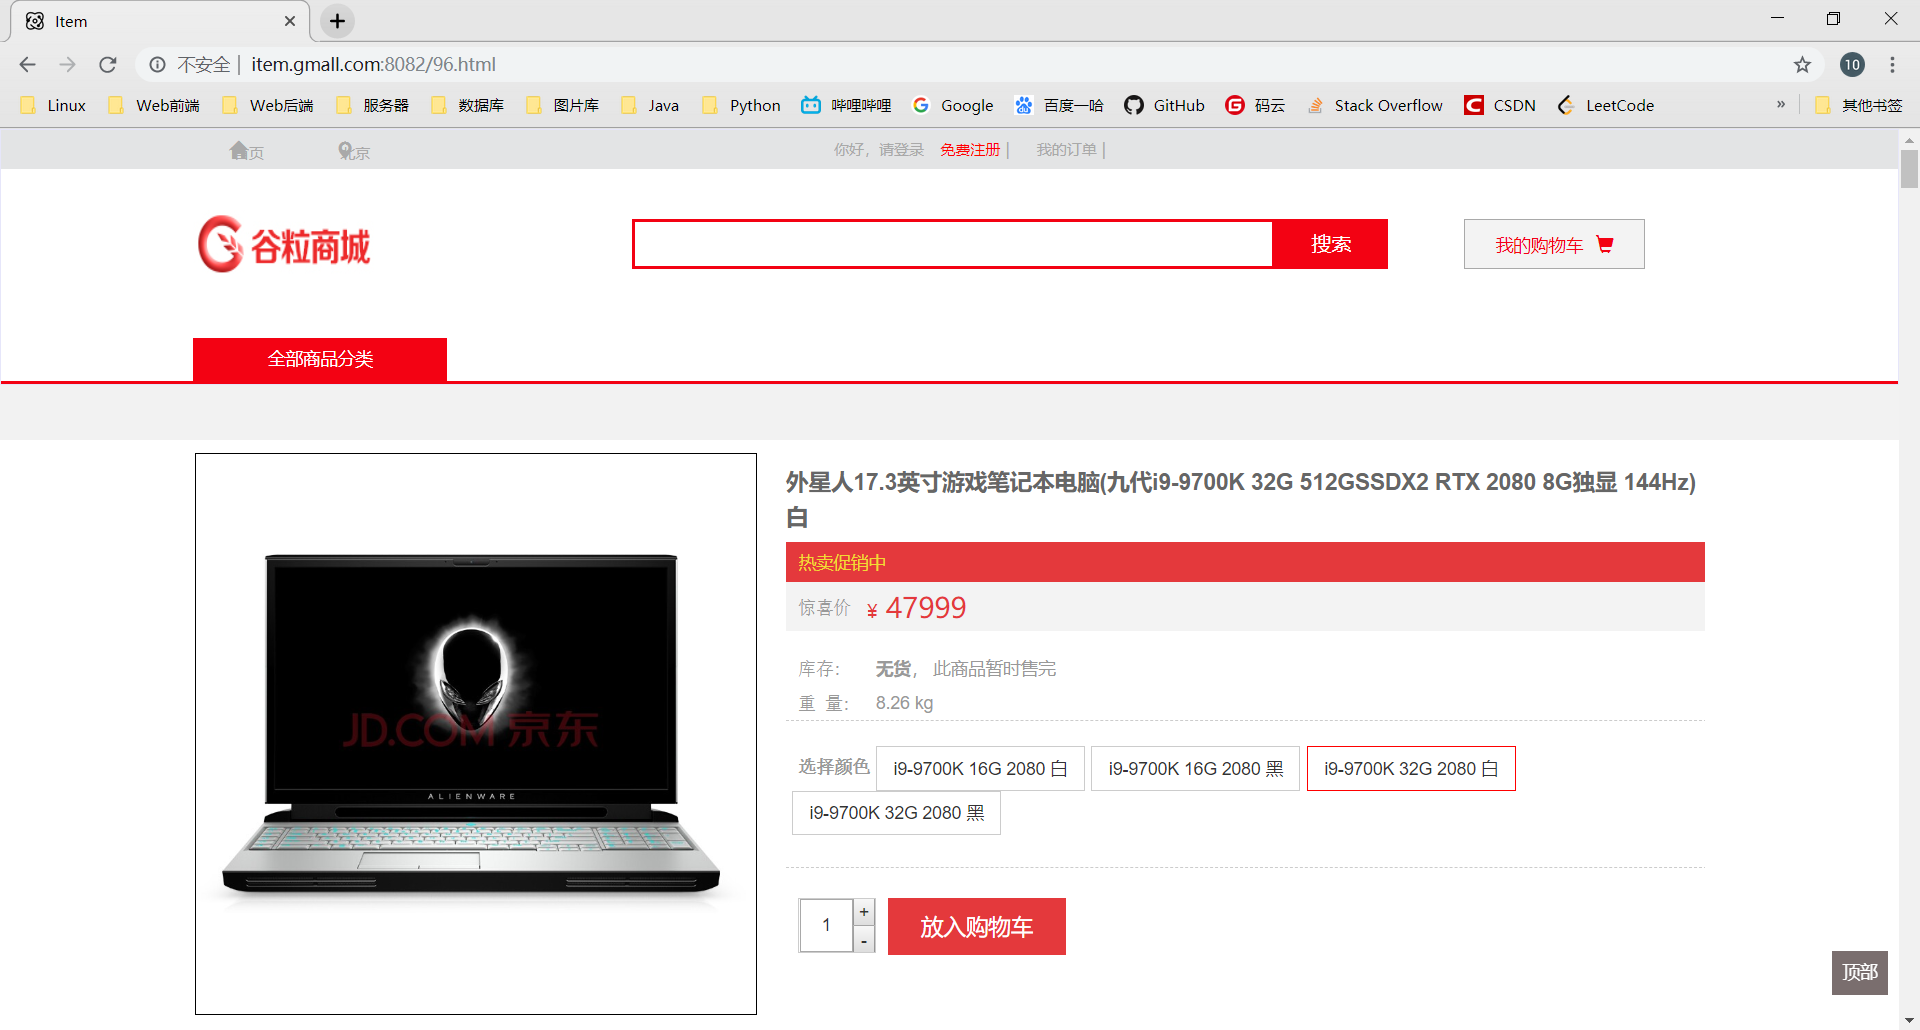 Item
不安全 | item.gmall.com:8082/96.html
10
Linux Web前端 Web后端 服务器 数据库 图片库 Java Python 哔哩哔哩 Google 百度一哈 GitHub 码云 Stack Overflow CSDN LeetCode » 其他书签
首页 北京 你好，请登录 免费注册 | 我的订单 |
谷粒商城
搜索
我的购物车
全部商品分类
外星人17.3英寸游戏笔记本电脑(九代i9-9700K 32G 512GSSDX2 RTX 2080 8G独显 144Hz)
白
热卖促销中
惊喜价 ¥ 47999
库存： 无货， 此商品暂时售完
重 量： 8.26 kg
选择颜色 i9-9700K 16G 2080 白 i9-9700K 16G 2080 黑 i9-9700K 32G 2080 白
i9-9700K 32G 2080 黑
JD.COM 京东
ALIENWARE
1 + -
放入购物车
顶部